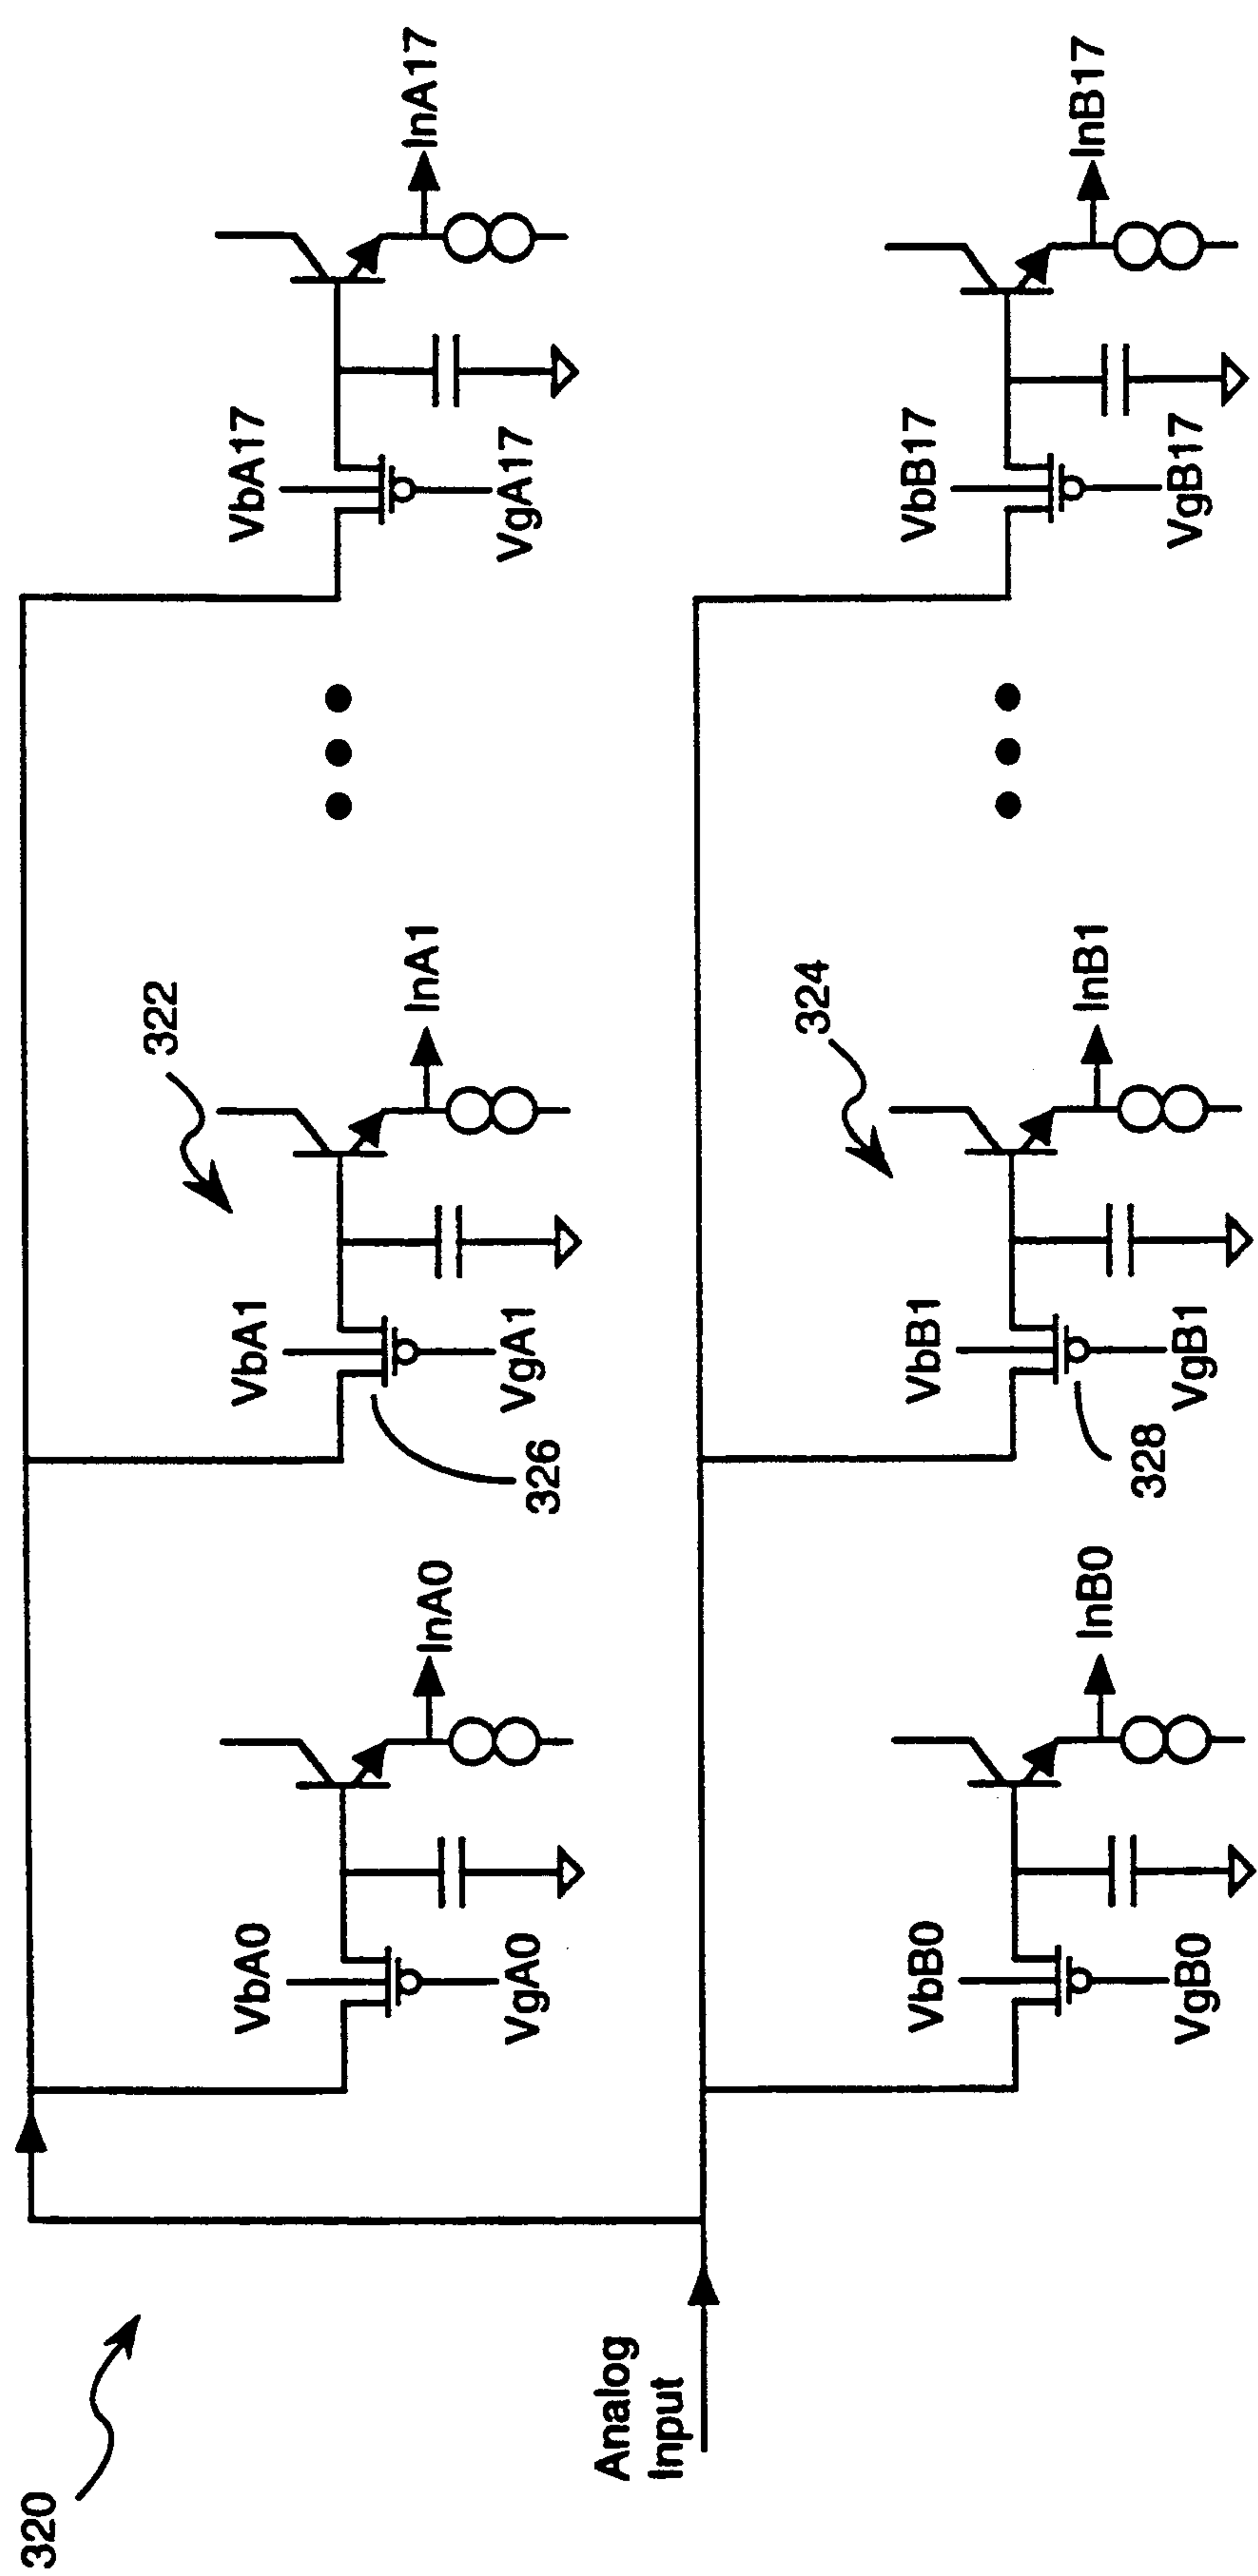 320
Analog
Input
VbA0
VgA0
InA0
VbA1
VgA1
326
322
InA1
VbA17
VgA17
InA17
VbB0
VgB0
InB0
VbB1
VgB1
328
324
InB1
VbB17
VgB17
InB17